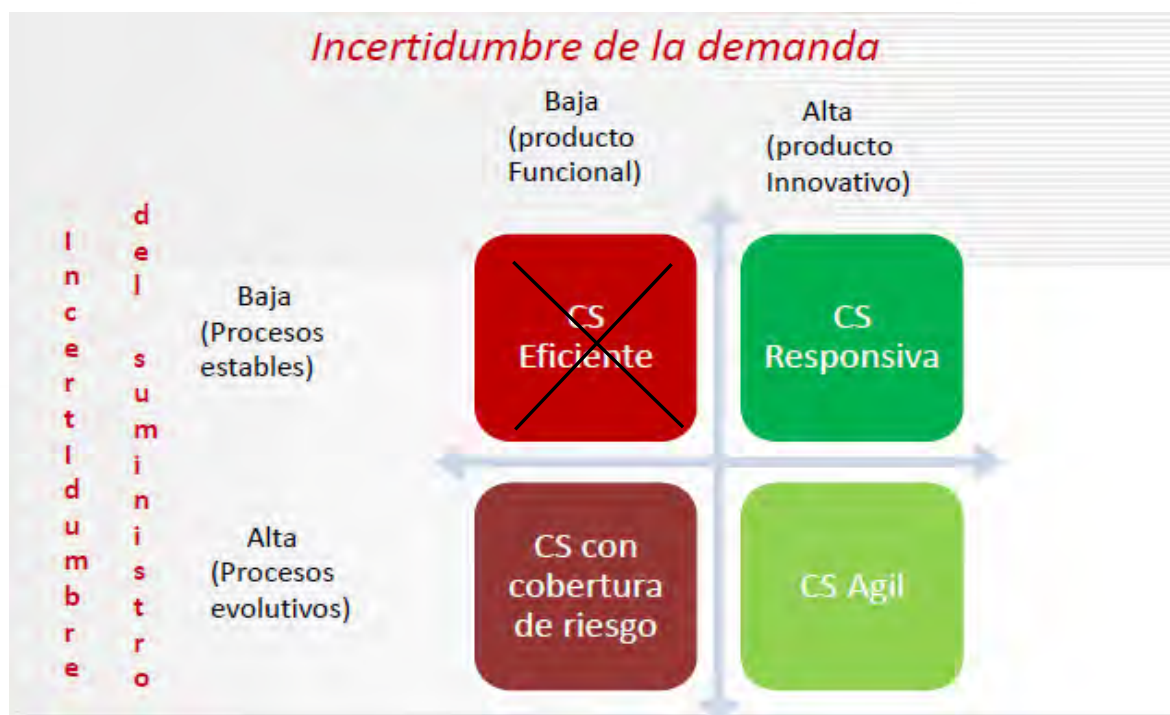 Incertidumbre de la demanda
Baja
(producto
Funcional)
Alta
(producto
Innovativo)
IncertIdumbre
del suministro
Baja
(Procesos
estables)
CS
Eficiente
CS
Responsiva
Alta
(Procesos
evolutivos)
CS con
cobertura
de riesgo
CS Agil